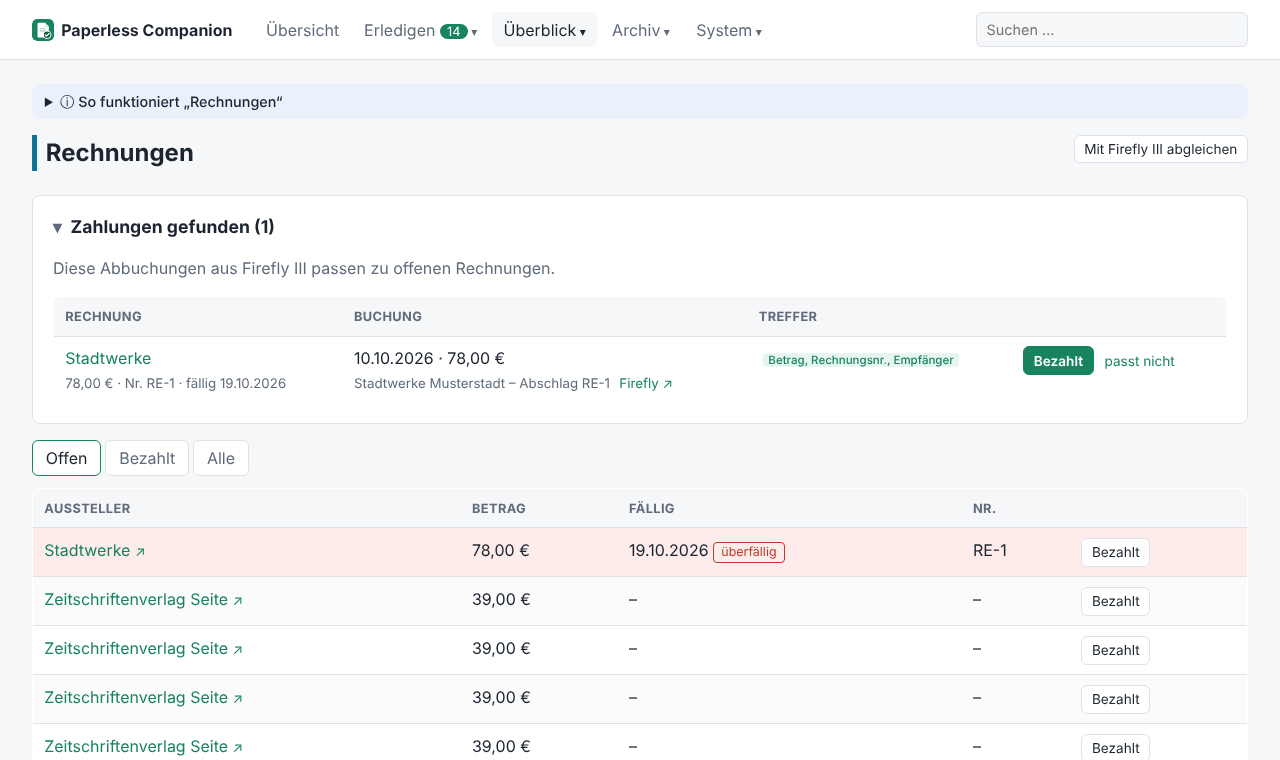 Paperless Companion Übersicht Erledigen 14 ▾ Überblick ▾ Archiv ▾ System ▾ Suchen …
▶ ⓘ So funktioniert „Rechnungen“
Rechnungen Mit Firefly III abgleichen
▼ Zahlungen gefunden (1)
Diese Abbuchungen aus Firefly III passen zu offenen Rechnungen.
RECHNUNG BUCHUNG TREFFER
Stadtwerke 10.10.2026 · 78,00 € Betrag, Rechnungsnr., Empfänger Bezahlt passt nicht
78,00 € · Nr. RE-1 · fällig 19.10.2026 Stadtwerke Musterstadt – Abschlag RE-1 Firefly ↗
Offen Bezahlt Alle
AUSSTELLER BETRAG FÄLLIG NR.
Stadtwerke ↗ 78,00 € 19.10.2026 überfällig RE-1 Bezahlt
Zeitschriftenverlag Seite ↗ 39,00 € – – Bezahlt
Zeitschriftenverlag Seite ↗ 39,00 € – – Bezahlt
Zeitschriftenverlag Seite ↗ 39,00 € – – Bezahlt
Zeitschriftenverlag Seite ↗ 39,00 € – – Bezahlt